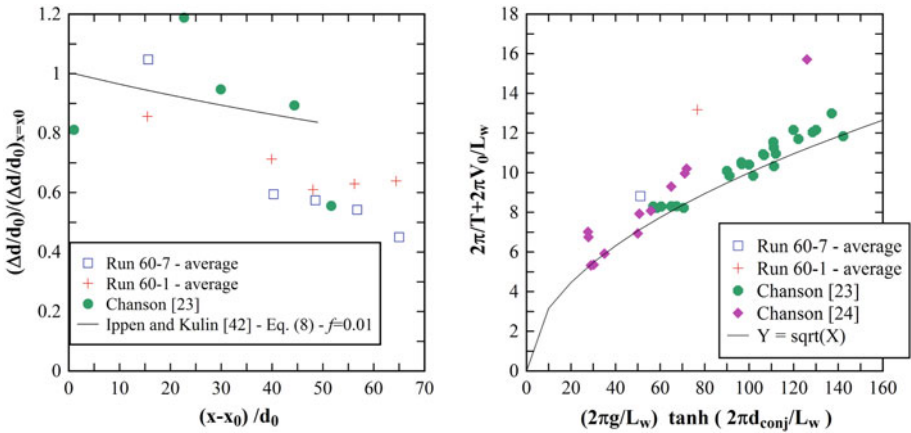 1.2
1
0.8
0.6
0.4
0.2
0
(Δd/d₀)/(Δd/d₀)ₓ₌ₓ₀
Run 60-7 - average
Run 60-1 - average
Chanson [23]
Ippen and Kulin [42] - Eq. (8) - f=0.01
0 10 20 30 40 50 60 70
(x-x₀) /d₀
18
16
14
12
10
8
6
4
2
0
2π/T+2πV₀/L_w
Run 60-7 - average
Run 60-1 - average
Chanson [23]
Chanson [24]
Y = sqrt(X)
0 20 40 60 80 100 120 140 160
(2πg/L_w) tanh ( 2πd_conj/L_w )